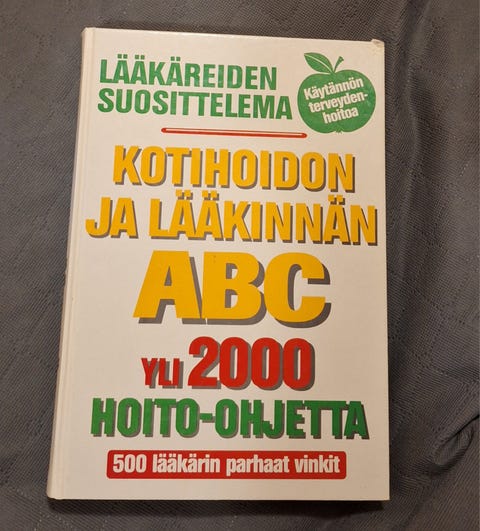 LÄÄKÄREIDEN
SUOSITTELEMA
Käytännön
terveyden-
hoitoa
KOTIHOIDON
JA LÄÄKINNÄN
ABC
YLI 2000
HOITO-OHJETTA
500 lääkärin parhaat vinkit